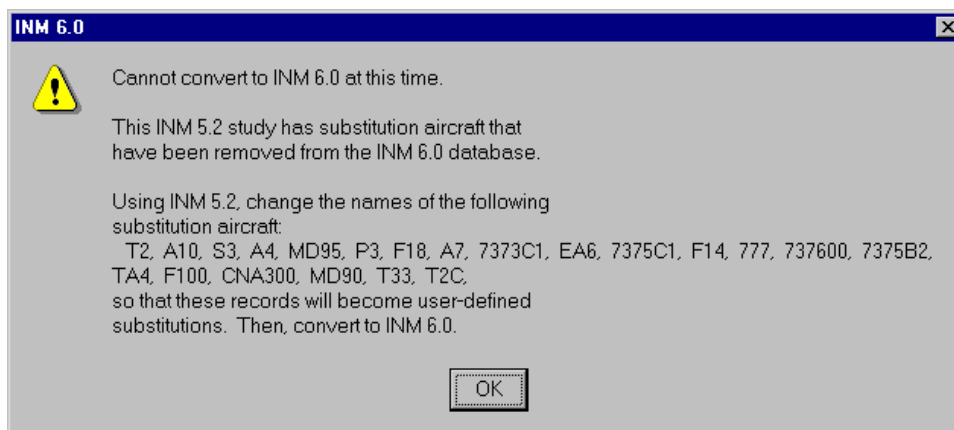 INM 6.0
Cannot convert to INM 6.0 at this time.
This INM 5.2 study has substitution aircraft that
have been removed from the INM 6.0 database.
Using INM 5.2, change the names of the following
substitution aircraft:
T2, A10, S3, A4, MD95, P3, F18, A7, 7373C1, EA6, 7375C1, F14, 777, 737600, 7375B2,
TA4, F100, CNA300, MD90, T33, T2C,
so that these records will become user-defined
substitutions. Then, convert to INM 6.0.
OK